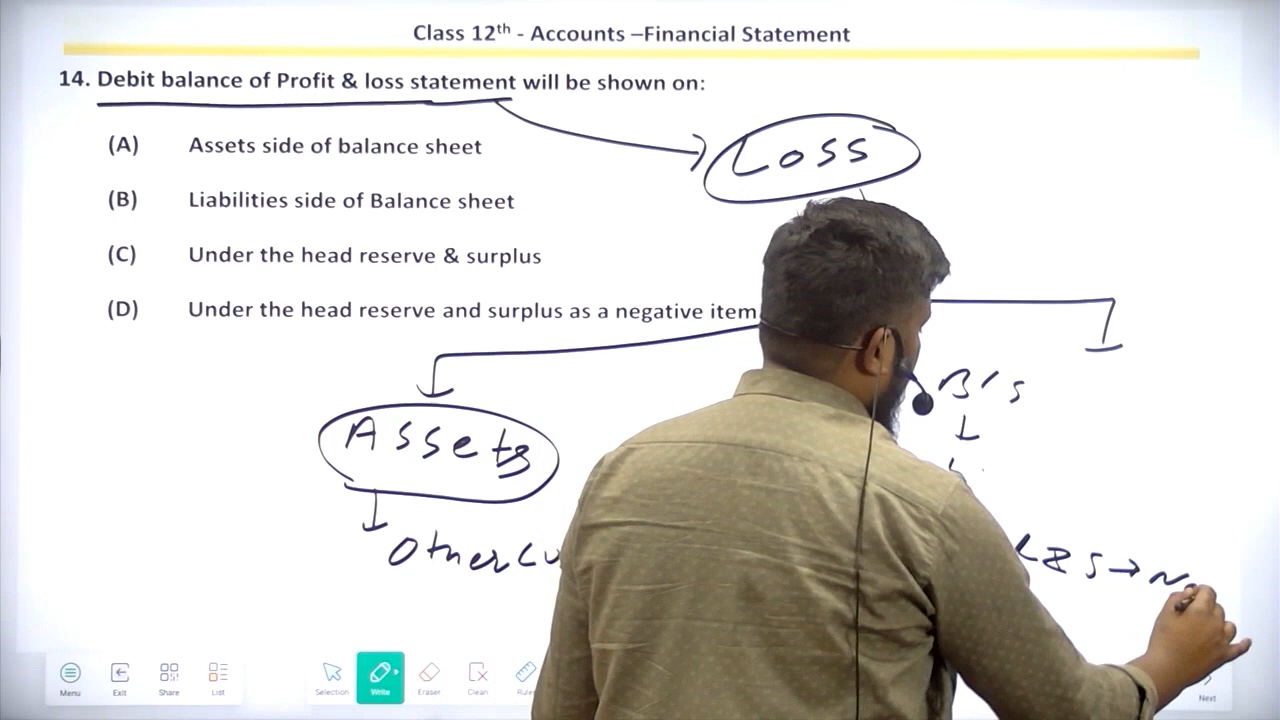 Class 12th - Accounts –Financial Statement
14. Debit balance of Profit & loss statement will be shown on:
(A) Assets side of balance sheet
(B) Liabilities side of Balance sheet
(C) Under the head reserve & surplus
(D) Under the head reserve and surplus as a negative item
Loss
B/s
Assets
Other
Menu
Exit
Share
List
Selection
Write
Eraser
Clean
Next